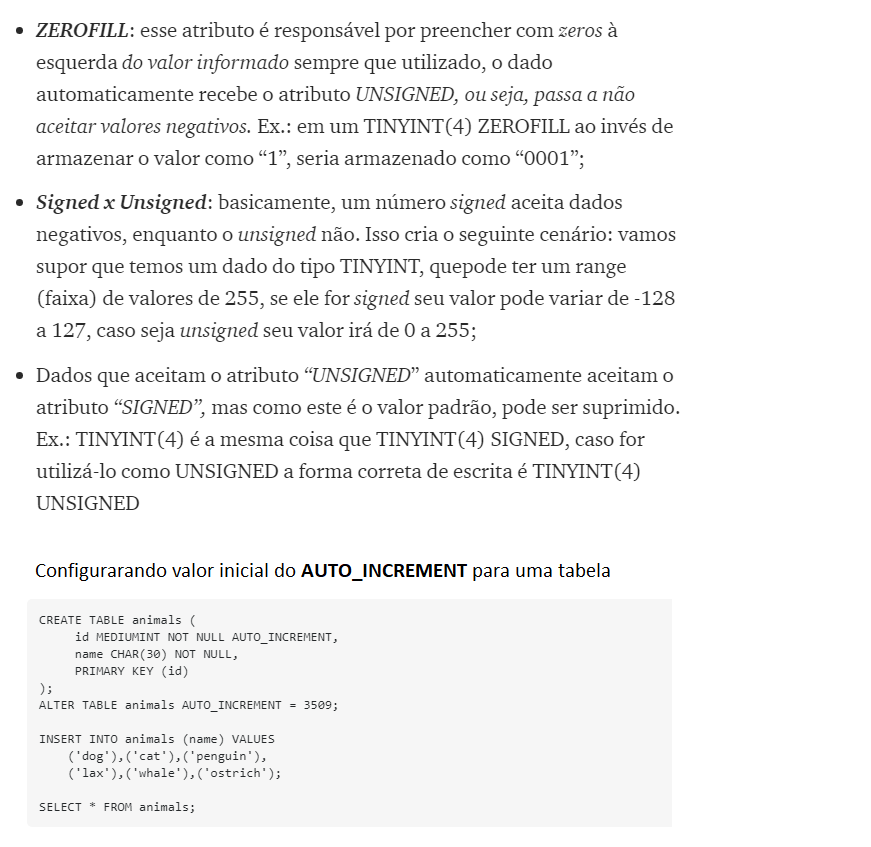 ZEROFILL: esse atributo é responsável por preencher com zeros à
esquerda do valor informado sempre que utilizado, o dado
automaticamente recebe o atributo UNSIGNED, ou seja, passa a não
aceitar valores negativos. Ex.: em um TINYINT(4) ZEROFILL ao invés de
armazenar o valor como “1”, seria armazenado como “0001”;
Signed x Unsigned: basicamente, um número signed aceita dados
negativos, enquanto o unsigned não. Isso cria o seguinte cenário: vamos
supor que temos um dado do tipo TINYINT, quepode ter um range
(faixa) de valores de 255, se ele for signed seu valor pode variar de -128
a 127, caso seja unsigned seu valor irá de 0 a 255;
Dados que aceitam o atributo “UNSIGNED” automaticamente aceitam o
atributo “SIGNED”, mas como este é o valor padrão, pode ser suprimido.
Ex.: TINYINT(4) é a mesma coisa que TINYINT(4) SIGNED, caso for
utilizá-lo como UNSIGNED a forma correta de escrita é TINYINT(4)
UNSIGNED
Configurarando valor inicial do AUTO_INCREMENT para uma tabela
CREATE TABLE animals (
id MEDIUMINT NOT NULL AUTO_INCREMENT,
name CHAR(30) NOT NULL,
PRIMARY KEY (id)
);
ALTER TABLE animals AUTO_INCREMENT = 3509;
INSERT INTO animals (name) VALUES
('dog'),('cat'),('penguin'),
('lax'),('whale'),('ostrich');
SELECT * FROM animals;